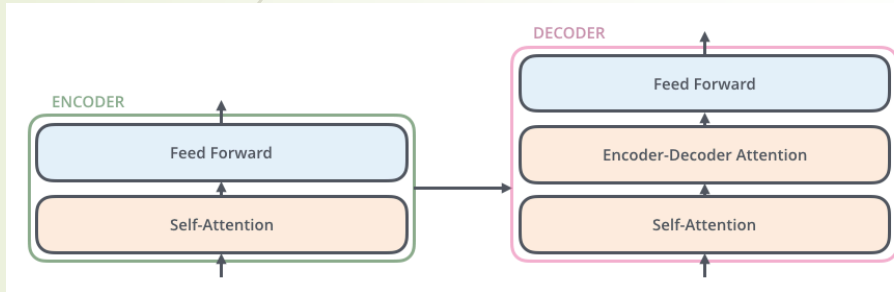 ENCODER
Feed Forward
Self-Attention
DECODER
Feed Forward
Encoder-Decoder Attention
Self-Attention